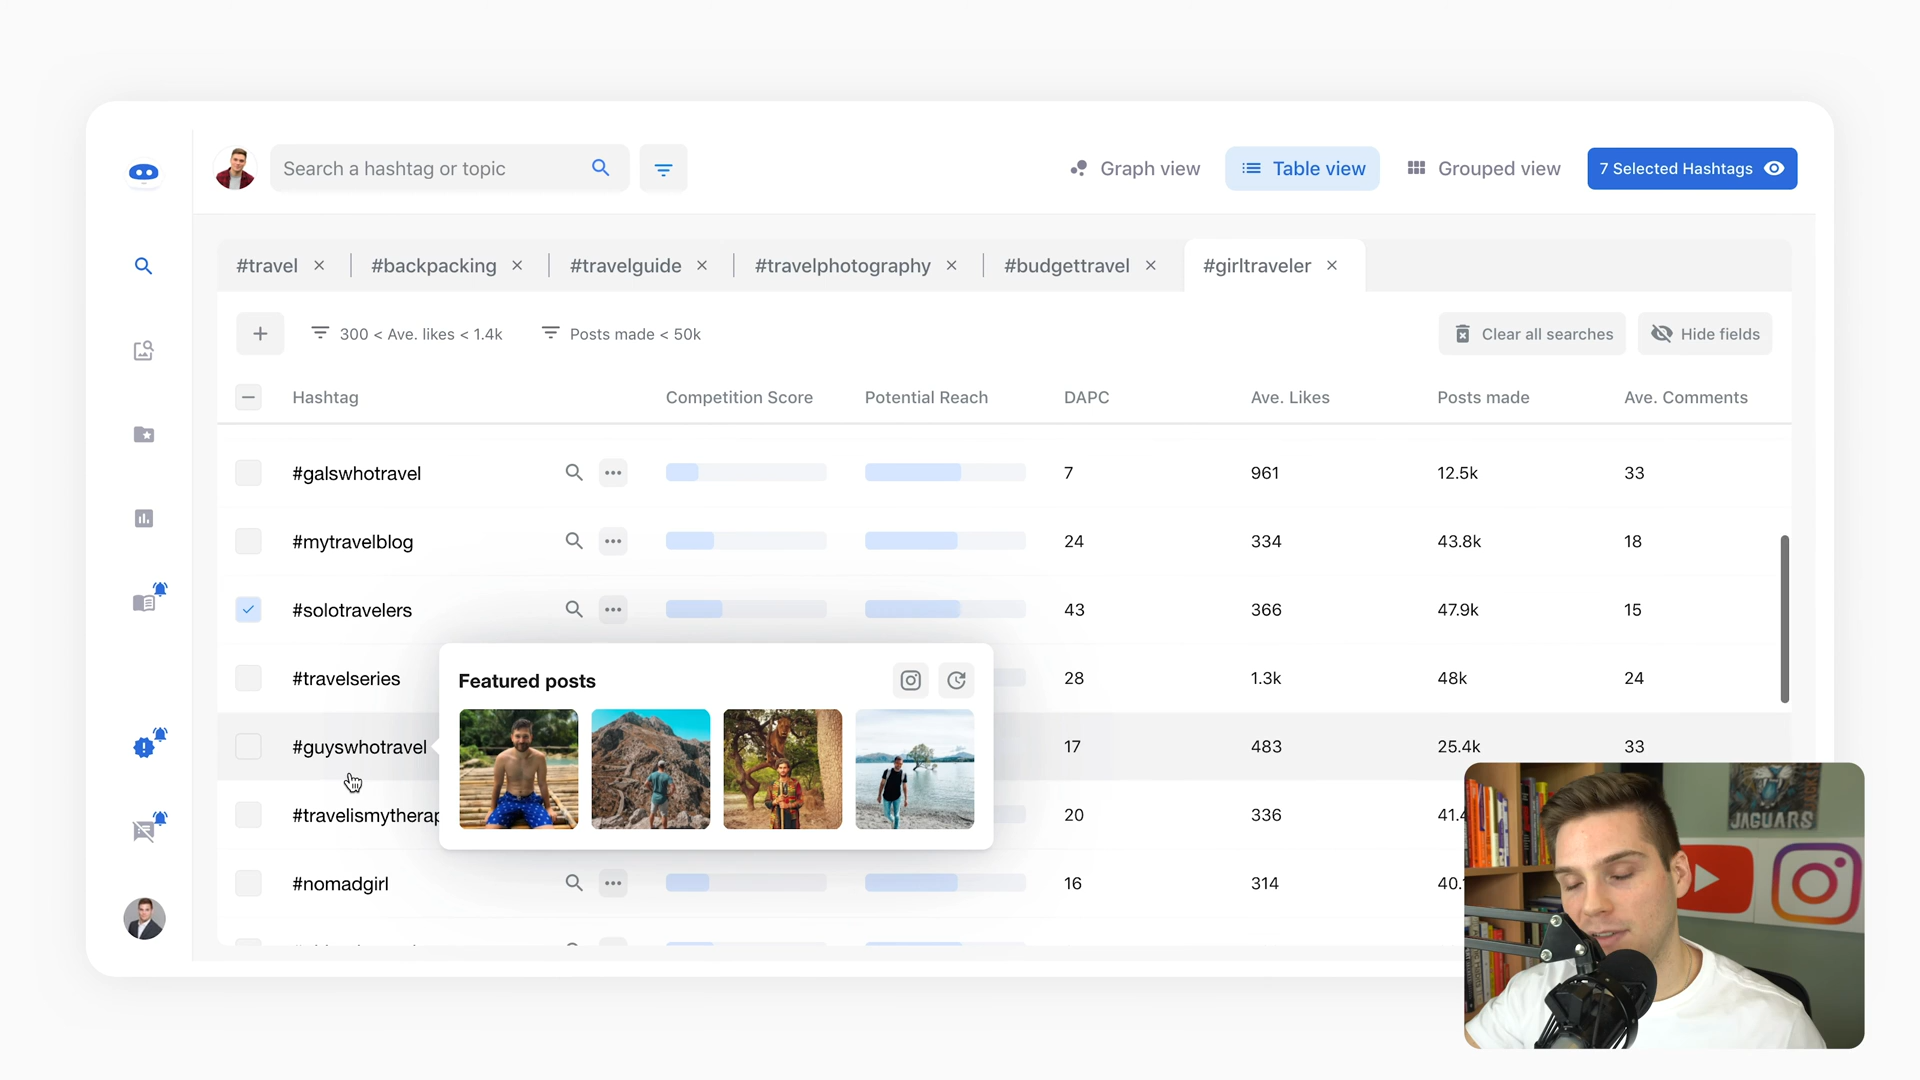 Search a hashtag or topic
Graph view
Table view
Grouped view
7 Selected Hashtags
#travel
#backpacking
#travelguide
#travelphotography
#budgettravel
#girltraveler
300 < Ave. likes < 1.4k
Posts made < 50k
Clear all searches
Hide fields
Hashtag Competition Score Potential Reach DAPC Ave. Likes Posts made Ave. Comments
#galswhotravel 7 961 12.5k 33
#mytravelblog 24 334 43.8k 18
#solotravelers 43 366 47.9k 15
#travelseries 28 1.3k 48k 24
Featured posts
#guyswhotravel 17 483 25.4k 33
#travelismytherap 20 336 41.4
#nomadgirl 16 314 40.
JAGUARS